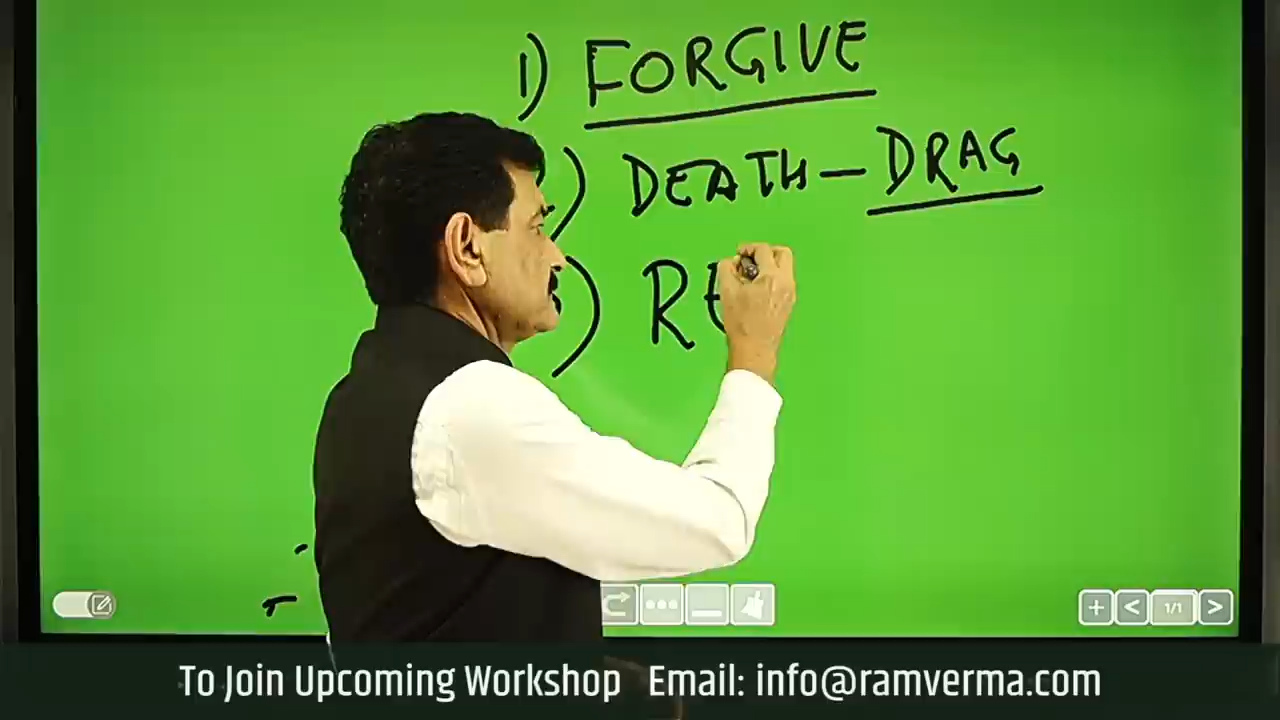 1) FORGIVE
) DEATH - DRAG
) RE
1/1
To Join Upcoming Workshop Email: info@ramverma.com